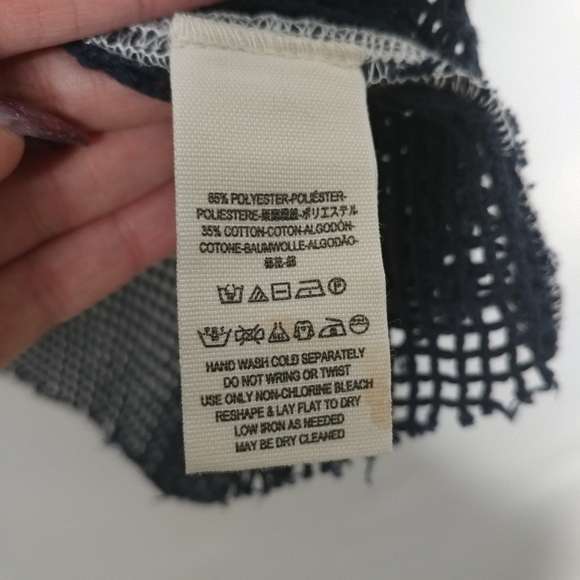 65% POLYESTER-POLIÉSTER-
POLIESTERE-聚酯纖維-ポリエステル
35% COTTON-COTON-ALGODÓN-
COTONE-BAUMWOLLE-ALGODÃO-
棉花-綿
HAND WASH COLD SEPARATELY
DO NOT WRING OR TWIST
USE ONLY NON-CHLORINE BLEACH
RESHAPE & LAY FLAT TO DRY
LOW IRON AS NEEDED
MAY BE DRY CLEANED